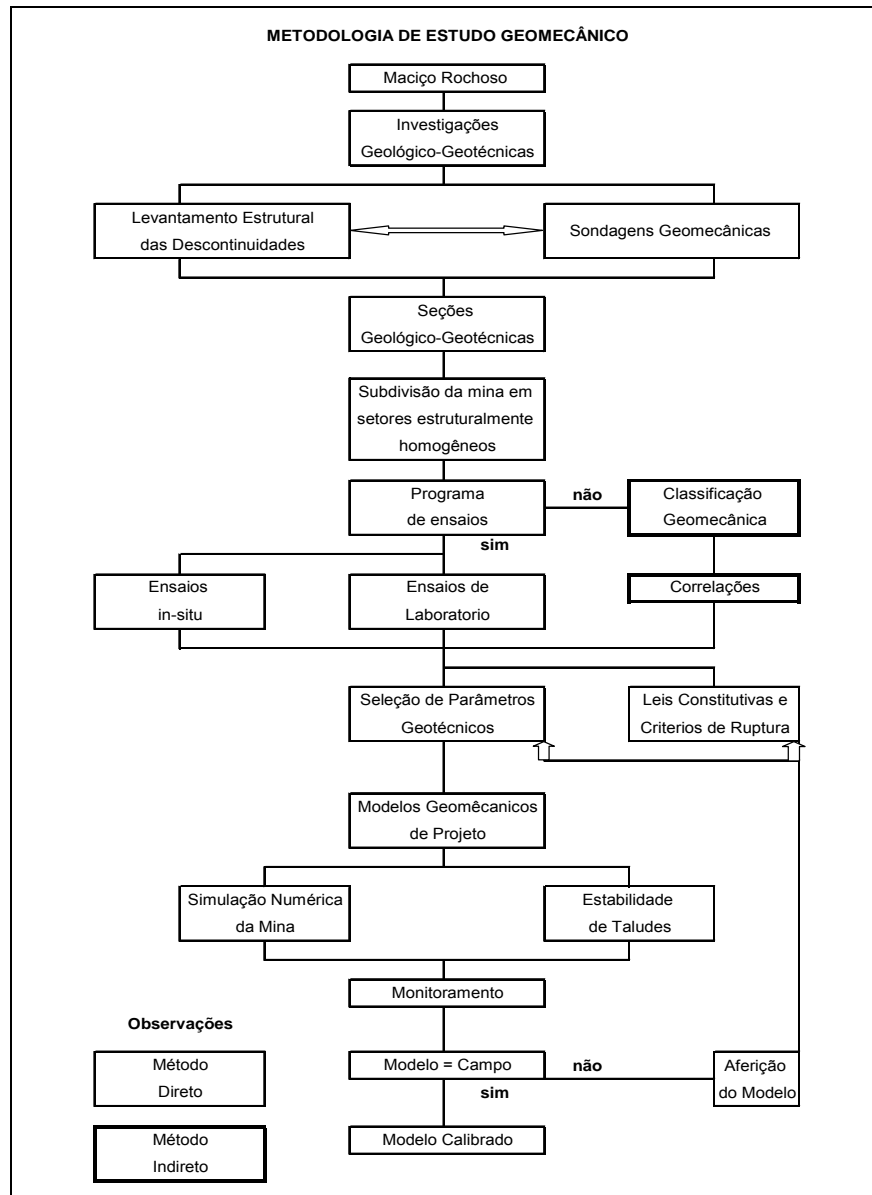 METODOLOGIA DE ESTUDO GEOMECÂNICO
Maciço Rochoso
Investigações
Geológico-Geotécnicas
Levantamento Estrutural
das Descontinuidades
Sondagens Geomecânicas
Seções
Geológico-Geotécnicas
Subdivisão da mina em
setores estruturalmente
homogêneos
Programa
de ensaios
não
Classificação
Geomecânica
sim
Ensaios
in-situ
Ensaios de
Laboratorio
Correlações
Seleção de Parâmetros
Geotécnicos
Leis Constitutivas e
Criterios de Ruptura
Modelos Geomêcanicos
de Projeto
Simulação Numérica
da Mina
Estabilidade
de Taludes
Monitoramento
Observações
Método
Direto
Modelo = Campo
não
Aferição
do Modelo
sim
Método
Indireto
Modelo Calibrado